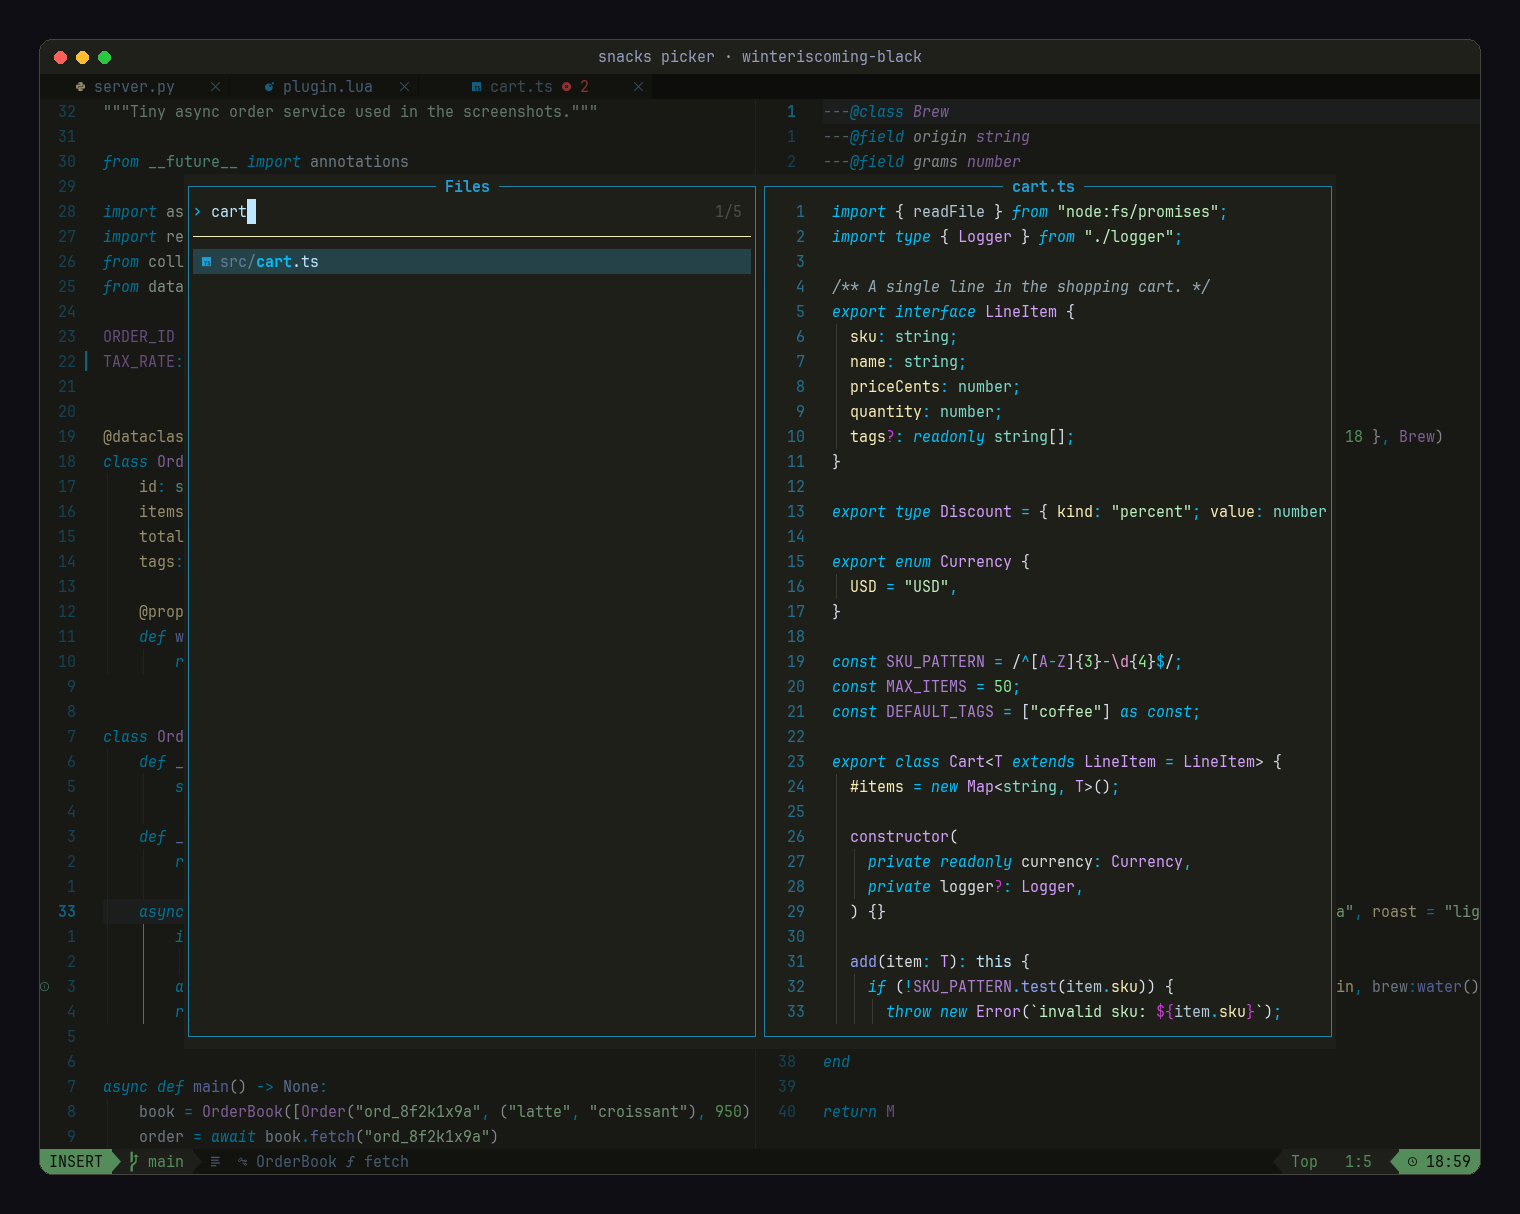 snacks picker · winteriscoming-black
server.py
plugin.lua
cart.ts
2
32 """Tiny async order service used in the screenshots."""
31
30 from __future__ import annotations
29
28 import as
27 import re
26 from coll
25 from data
24
23 ORDER_ID
22 TAX_RATE:
21
20
19 @dataclas
18 class Ord
17 id: s
16 items
15 total
14 tags:
13
12 @prop
11 def w
10 r
9
8
7 class Ord
6 def _
5 s
4
3 def _
2 r
1
33 async
1 i
2
3 a
4 r
5
6
7 async def main() -> None:
8 book = OrderBook([Order("ord_8f2k1x9a", ("latte", "croissant"), 950)
9 order = await book.fetch("ord_8f2k1x9a")
Files
› cart 1/5
src/cart.ts
1 ---@class Brew
1 ---@field origin string
2 ---@field grams number
cart.ts
1 import { readFile } from "node:fs/promises";
2 import type { Logger } from "./logger";
3
4 /** A single line in the shopping cart. */
5 export interface LineItem {
6 sku: string;
7 name: string;
8 priceCents: number;
9 quantity: number;
10 tags?: readonly string[];
11 }
12
13 export type Discount = { kind: "percent"; value: number
14
15 export enum Currency {
16 USD = "USD",
17 }
18
19 const SKU_PATTERN = /^[A-Z]{3}-\d{4}$/;
20 const MAX_ITEMS = 50;
21 const DEFAULT_TAGS = ["coffee"] as const;
22
23 export class Cart<T extends LineItem = LineItem> {
24 #items = new Map<string, T>();
25
26 constructor(
27 private readonly currency: Currency,
28 private logger?: Logger,
29 ) {}
30
31 add(item: T): this {
32 if (!SKU_PATTERN.test(item.sku)) {
33 throw new Error(`invalid sku: ${item.sku}`);
18 }, Brew)
a", roast = "lig
in, brew:water()
38 end
39
40 return M
INSERT main OrderBook fetch Top 1:5 18:59